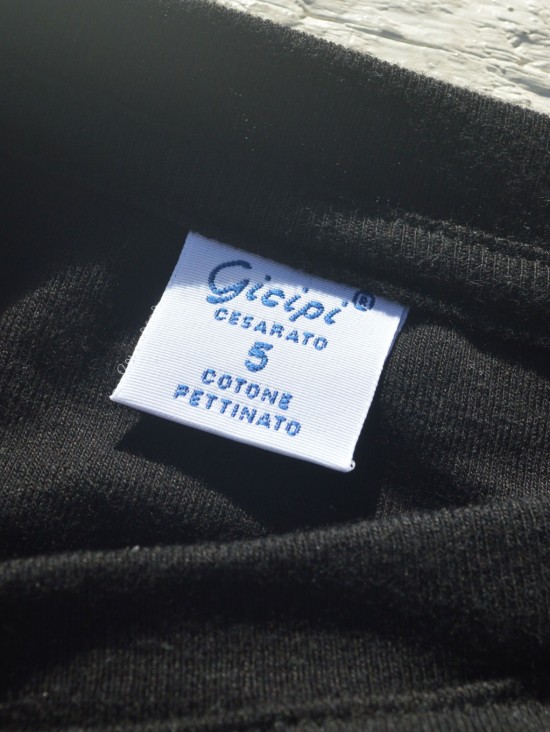 Gicipi®
CESARATO
5
COTONE
PETTINATO